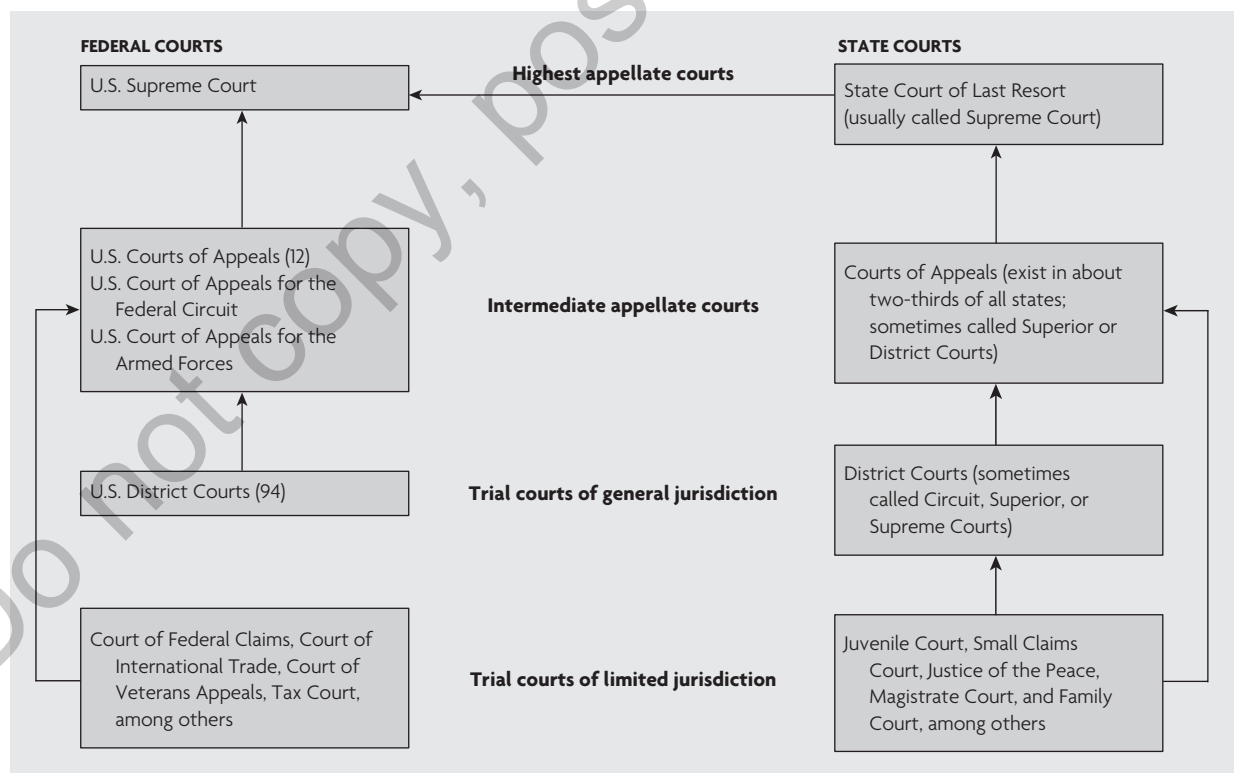 FEDERAL COURTS
STATE COURTS
U.S. Supreme Court
Highest appellate courts
State Court of Last Resort
(usually called Supreme Court)
U.S. Courts of Appeals (12)
U.S. Court of Appeals for the
Federal Circuit
U.S. Court of Appeals for the
Armed Forces
Intermediate appellate courts
Courts of Appeals (exist in about
two-thirds of all states;
sometimes called Superior or
District Courts)
U.S. District Courts (94)
Trial courts of general jurisdiction
District Courts (sometimes
called Circuit, Superior, or
Supreme Courts)
Court of Federal Claims, Court of
International Trade, Court of
Veterans Appeals, Tax Court,
among others
Trial courts of limited jurisdiction
Juvenile Court, Small Claims
Court, Justice of the Peace,
Magistrate Court, and Family
Court, among others
Do not copy, pos